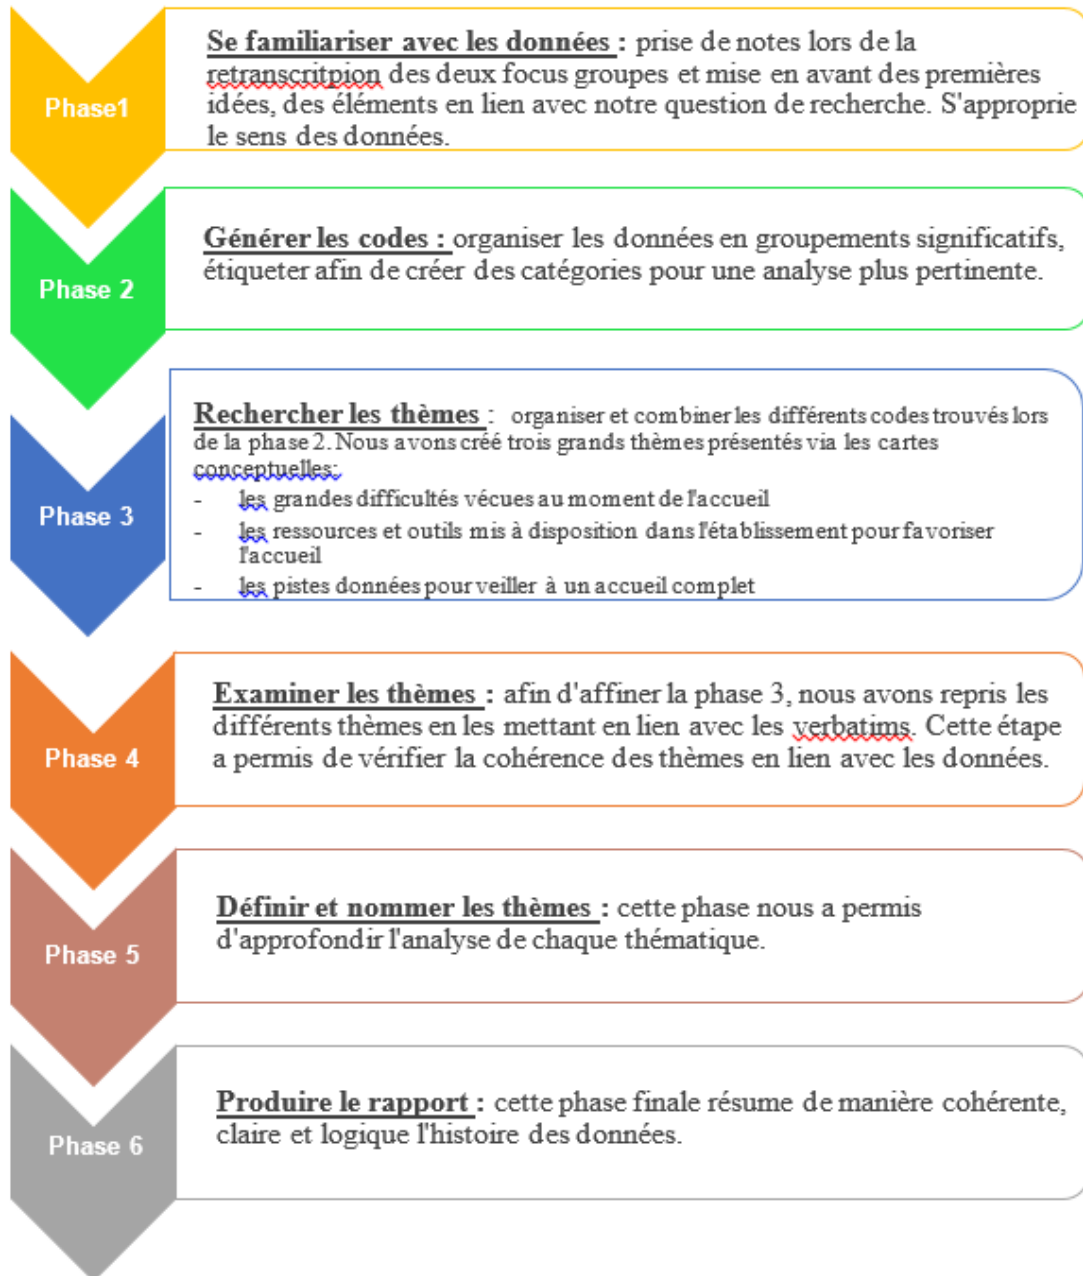 Phase1
Se familiariser avec les données : prise de notes lors de la
retranscritpion des deux focus groupes et mise en avant des premières
idées, des éléments en lien avec notre question de recherche. S'approprie
le sens des données.
Phase 2
Générer les codes : organiser les données en groupements significatifs,
étiqueter afin de créer des catégories pour une analyse plus pertinente.
Phase 3
Rechercher les thèmes : organiser et combiner les différents codes trouvés lors
de la phase 2. Nous avons créé trois grands thèmes présentés via les cartes
conceptuelles:
- les grandes difficultés vécues au moment de l'accueil
- les ressources et outils mis à disposition dans l'établissement pour favoriser
l'accueil
- les pistes données pour veiller à un accueil complet
Phase 4
Examiner les thèmes : afin d'affiner la phase 3, nous avons repris les
différents thèmes en les mettant en lien avec les verbatims. Cette étape
a permis de vérifier la cohérence des thèmes en lien avec les données.
Phase 5
Définir et nommer les thèmes : cette phase nous a permis
d'approfondir l'analyse de chaque thématique.
Phase 6
Produire le rapport : cette phase finale résume de manière cohérente,
claire et logique l'histoire des données.